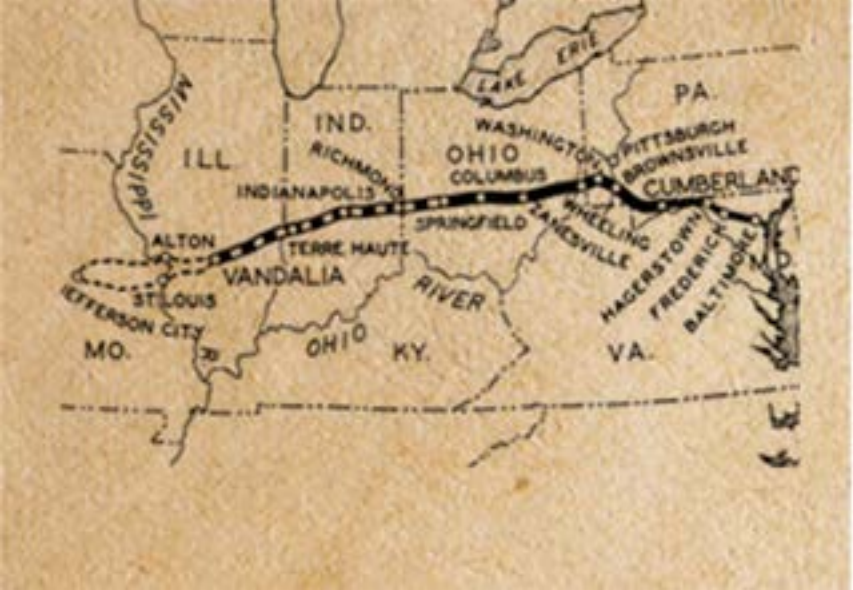 LAKE ERIE
MISSISSIPPI
IND.
PA.
WASHINGTON
PITTSBURGH
RICHMOND
OHIO
BROWNSVILLE
ILL
COLUMBUS
CUMBERLAND
INDIANAPOLIS
SPRINGFIELD
WHEELING
ZANESVILLE
ALTON
TERRE HAUTE
HAGERSTOWN
FREDERICK
BALTIMORE
VANDALIA
RIVER
ST. LOUIS
JEFFERSON CITY
OHIO
MO.
R
KY.
VA.